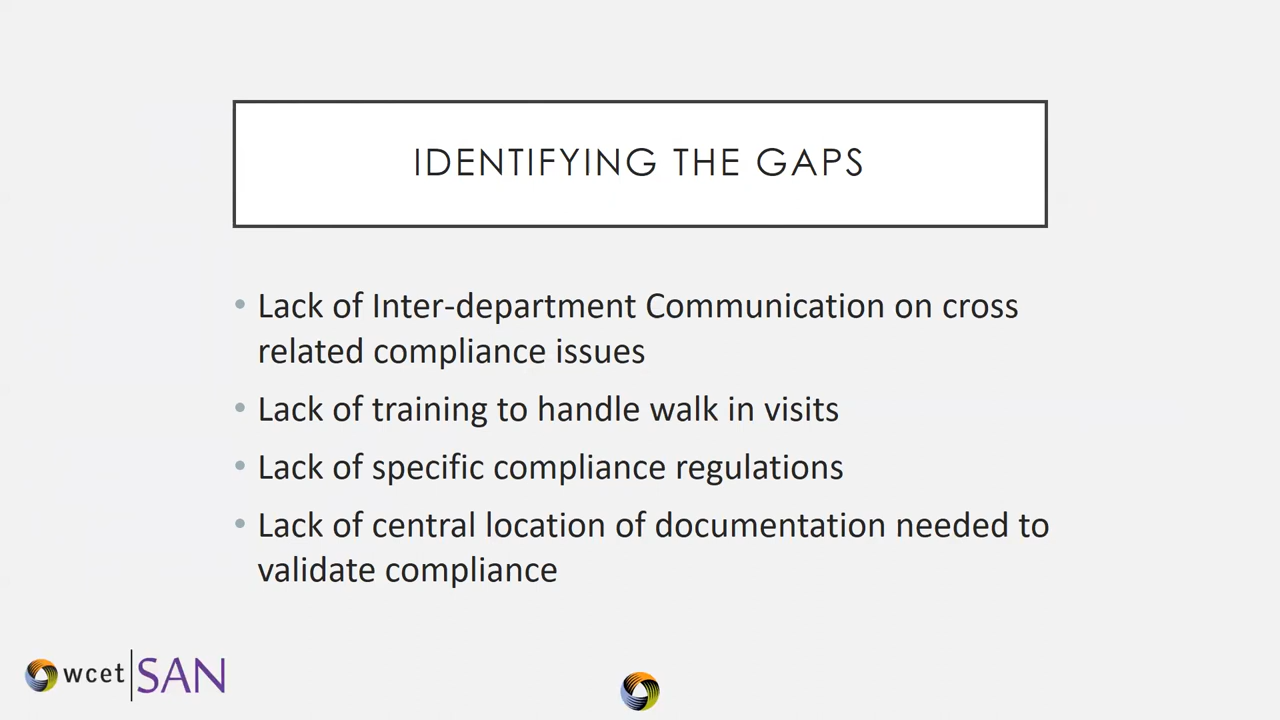 IDENTIFYING THE GAPS
• Lack of Inter-department Communication on cross
related compliance issues
• Lack of training to handle walk in visits
• Lack of specific compliance regulations
• Lack of central location of documentation needed to
validate compliance
wcet SAN